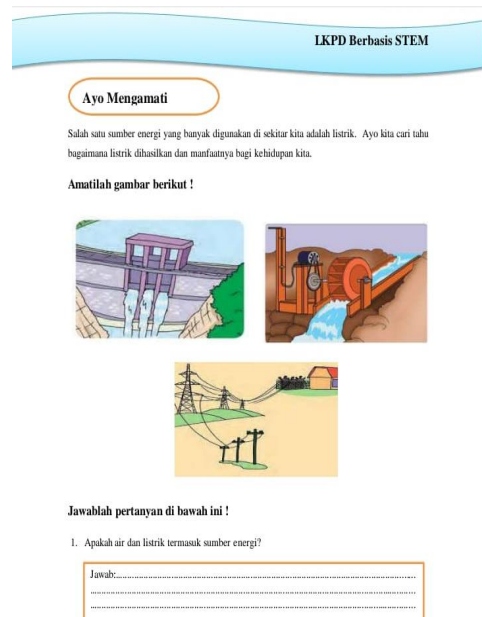 LKPD Berbasis STEM
Ayo Mengamati
Salah satu sumber energi yang banyak digunakan di sekitar kita adalah listrik. Ayo kita cari tahu
bagaimana listrik dihasilkan dan manfaatnya bagi kehidupan kita.
Amatilah gambar berikut !
Jawablah pertanyan di bawah ini !
1. Apakah air dan listrik termasuk sumber energi?
Jawab: